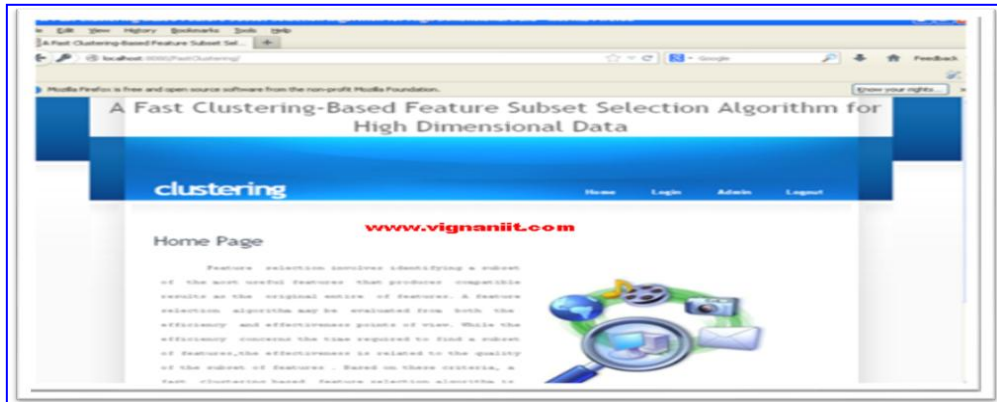 Edit View History Bookmarks Tools Help
A Fast Clustering-Based Feature Subset Sel... +
localhost:8080/FastClustering/ Google Feedback
Mozilla Firefox is free and open source software from the non-profit Mozilla Foundation. Know your rights...
A Fast Clustering-Based Feature Subset Selection Algorithm for
High Dimensional Data
clustering
Home Login Admin Logout
www.vignaniit.com
Home Page
Feature selection involves identifying a subset
of the most useful features that produces compatible
results as the original entire of features. A feature
selection algorithm may be evaluated from both the
efficiency and effectiveness points of view. While the
efficiency concerns the time required to find a subset
of features,the effectiveness is related to the quality
of the subset of features . Based on these criteria, a
fast clustering based feature selection algorithm is